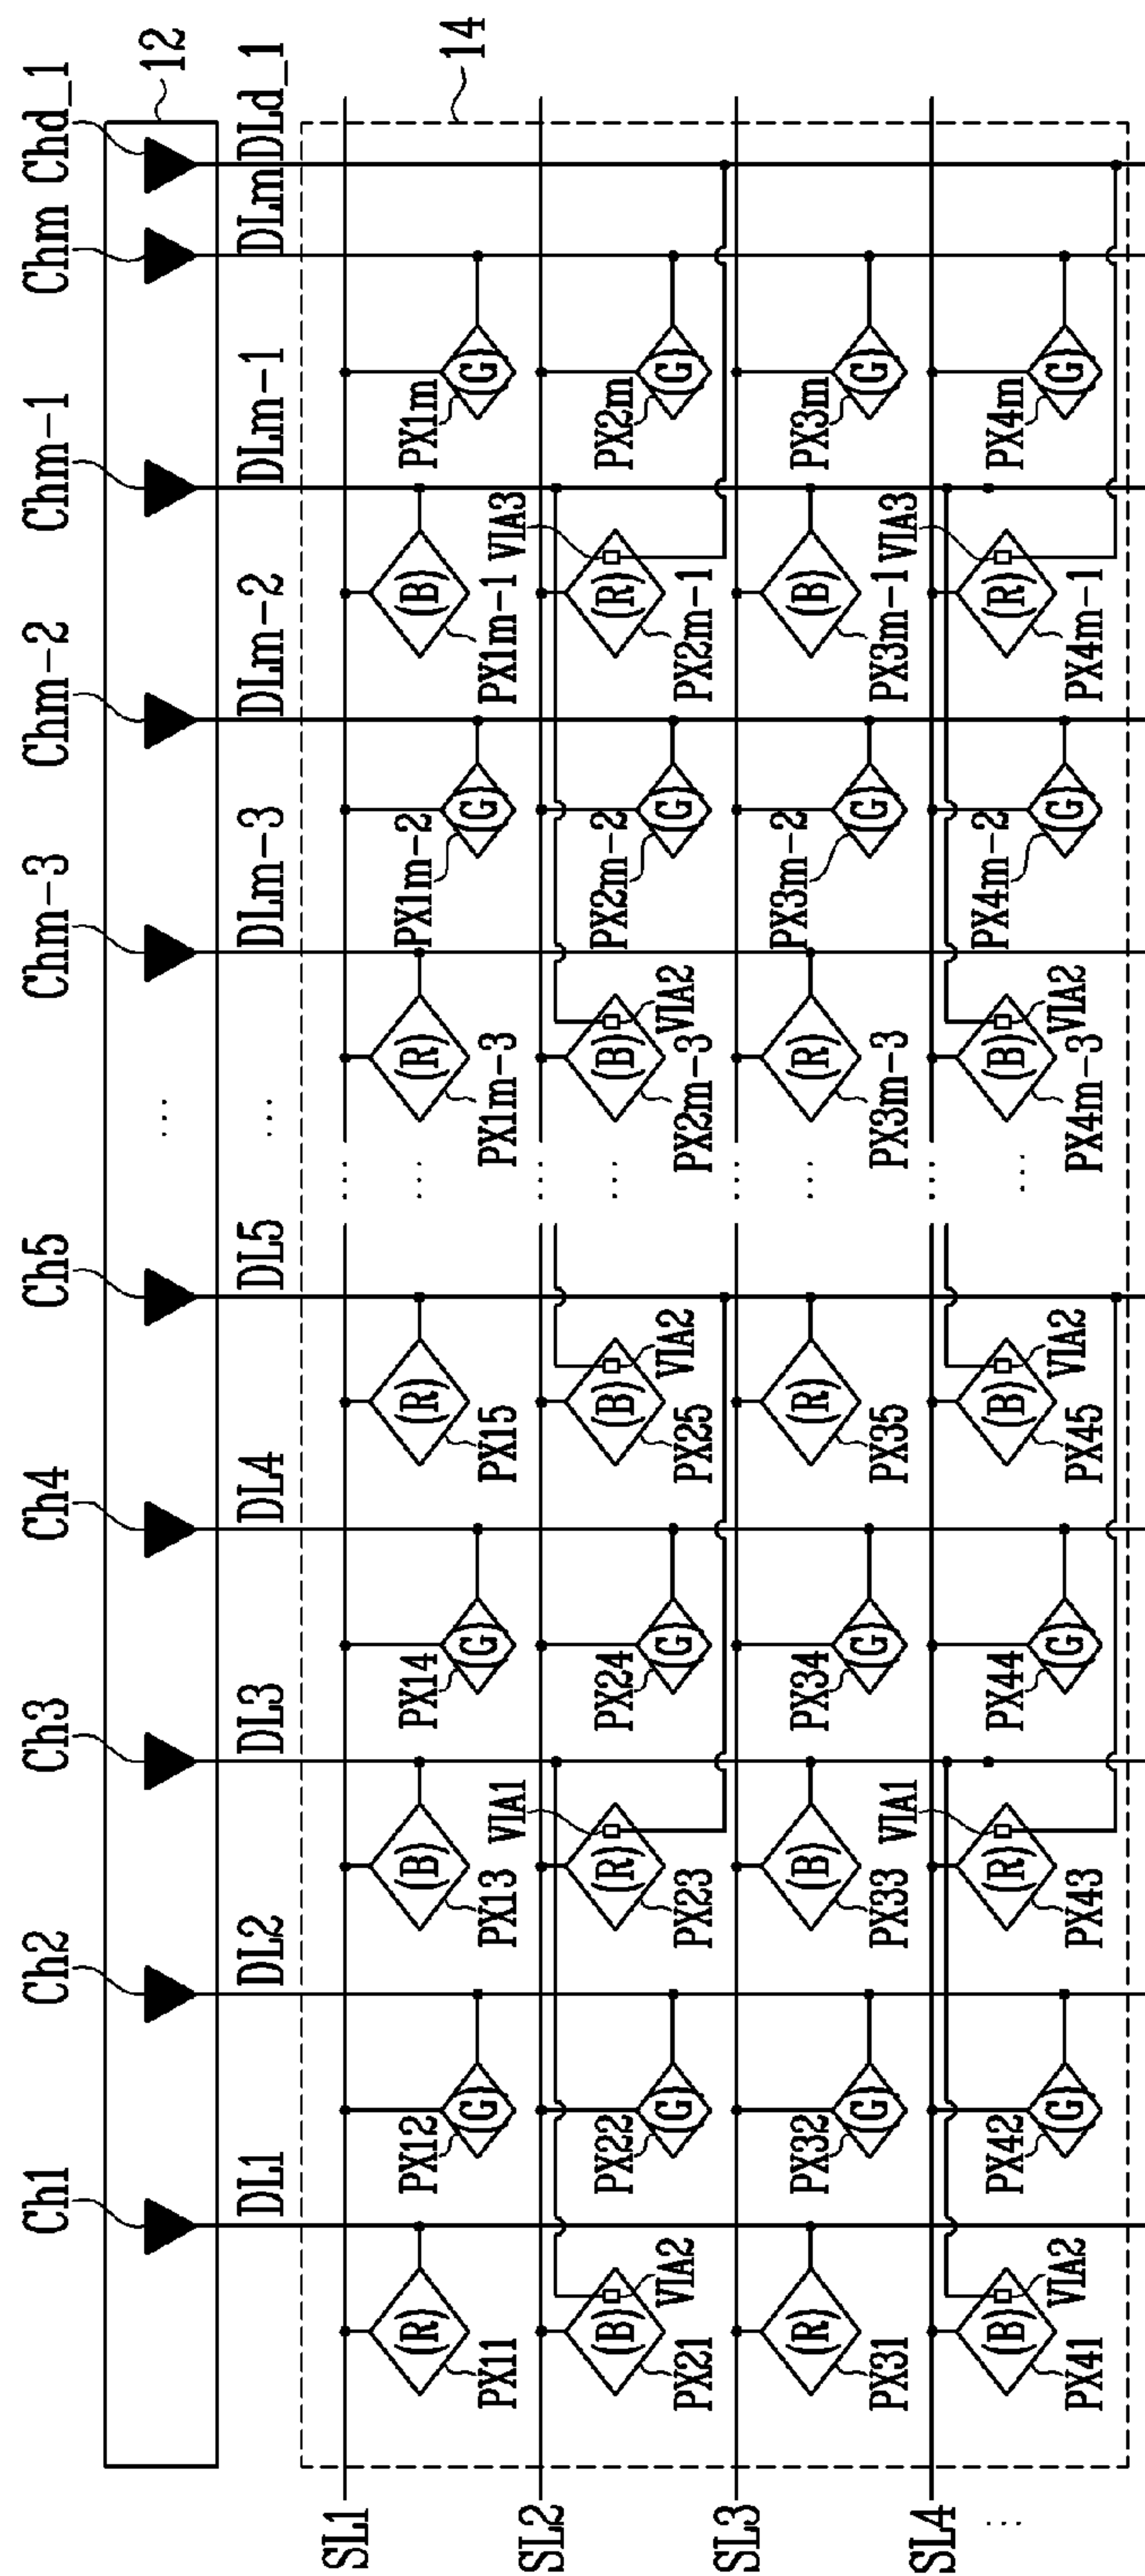 Ch1 Ch2 Ch3 Ch4 Ch5 Chm-3 Chm-2 Chm-1 Chm Chd_1
12
DL1 DL2 DL3 DL4 DL5 ... DLm-3 DLm-2 DLm-1 DLm DLd_1
14
SL1
(R) (B) (R) ... (R) (B)
(G) (G) (G) (G)
PX11 PX12 PX13 PX14 PX15 PX1m-3 PX1m-2 PX1m-1 PX1m
SL2
VIA1 VIA3
(B) (R) (B) ... (B) (R)
VIA2 VIA2 VIA2
(G) (G) (G) (G)
PX21 PX22 PX23 PX24 PX25 PX2m-3 PX2m-2 PX2m-1 PX2m
SL3
(R) (B) (R) ... (R) (B)
(G) (G) (G) (G)
PX31 PX32 PX33 PX34 PX35 PX3m-3 PX3m-2 PX3m-1 PX3m
SL4
VIA1 VIA3
(B) (R) (B) ... (B) (R)
VIA2 VIA2 VIA2
(G) (G) (G) (G)
PX41 PX42 PX43 PX44 PX45 PX4m-3 PX4m-2 PX4m-1 PX4m
...